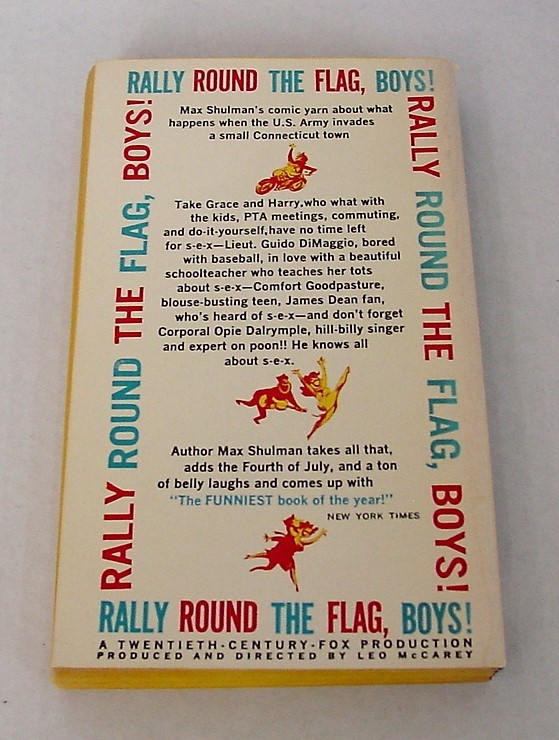 RALLY ROUND THE FLAG, BOYS!
RALLY ROUND THE FLAG, BOYS!
RALLY ROUND THE FLAG, BOYS!
Max Shulman's comic yarn about what
happens when the U.S. Army invades
a small Connecticut town
Take Grace and Harry,who what with
the kids, PTA meetings, commuting,
and do-it-yourself,have no time left
for s-e-x—Lieut. Guido DiMaggio, bored
with baseball, in love with a beautiful
schoolteacher who teaches her tots
about s-e-x—Comfort Goodpasture,
blouse-busting teen, James Dean fan,
who's heard of s-e-x—and don't forget
Corporal Opie Dalrymple, hill-billy singer
and expert on poon!! He knows all
about s-e-x.
Author Max Shulman takes all that,
adds the Fourth of July, and a ton
of belly laughs and comes up with
"The FUNNIEST book of the year!"
NEW YORK TIMES
RALLY ROUND THE FLAG, BOYS!
A TWENTIETH-CENTURY-FOX PRODUCTION
PRODUCED AND DIRECTED BY LEO McCAREY